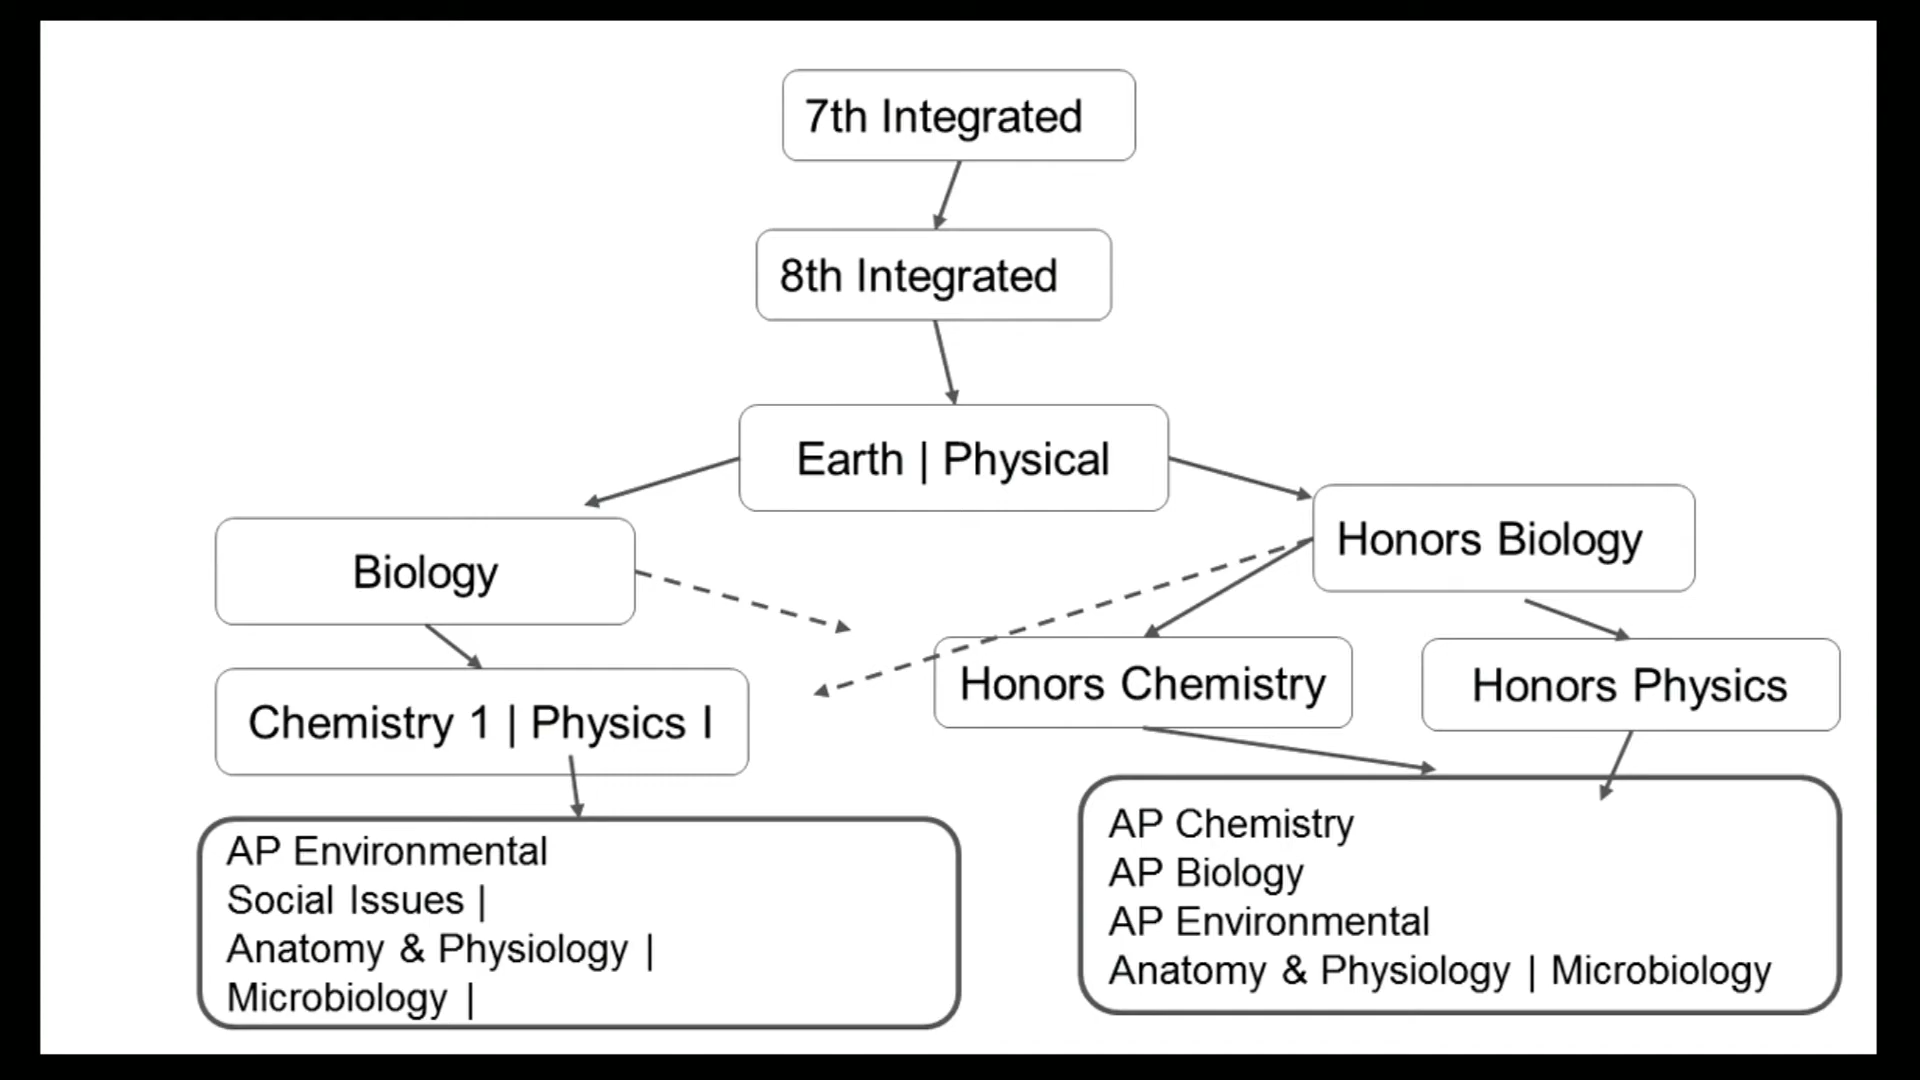 7th Integrated
8th Integrated
Earth | Physical
Biology
Honors Biology
Chemistry 1 | Physics I
Honors Chemistry
Honors Physics
AP Environmental
Social Issues |
Anatomy & Physiology |
Microbiology |
AP Chemistry
AP Biology
AP Environmental
Anatomy & Physiology | Microbiology